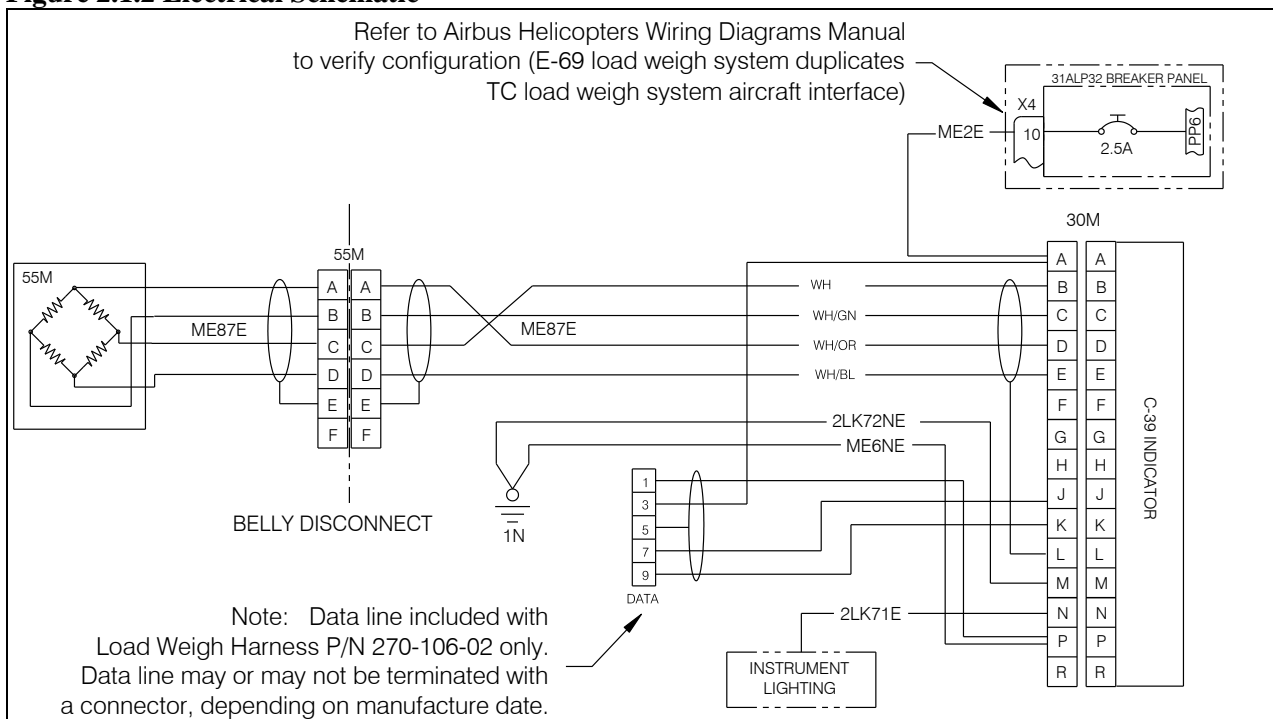 Figure 2.1.2 Electrical Schematic
Refer to Airbus Helicopters Wiring Diagrams Manual
to verify configuration (E-69 load weigh system duplicates
TC load weigh system aircraft interface)
31ALP32 BREAKER PANEL
X4
ME2E
10
2.5A
PP6
30M
55M
55M
A A
B B
C C
D D
E E
F F
ME87E
ME87E
WH
WH/GN
WH/OR
WH/BL
A A
B B
C C
D D
E E
F F
G G
H H
J J
K K
L L
M M
N N
P P
R R
C-39 INDICATOR
2LK72NE
ME6NE
1N
BELLY DISCONNECT
1
3
5
7
9
DATA
Note: Data line included with
Load Weigh Harness P/N 270-106-02 only.
Data line may or may not be terminated with
a connector, depending on manufacture date.
2LK71E
INSTRUMENT
LIGHTING